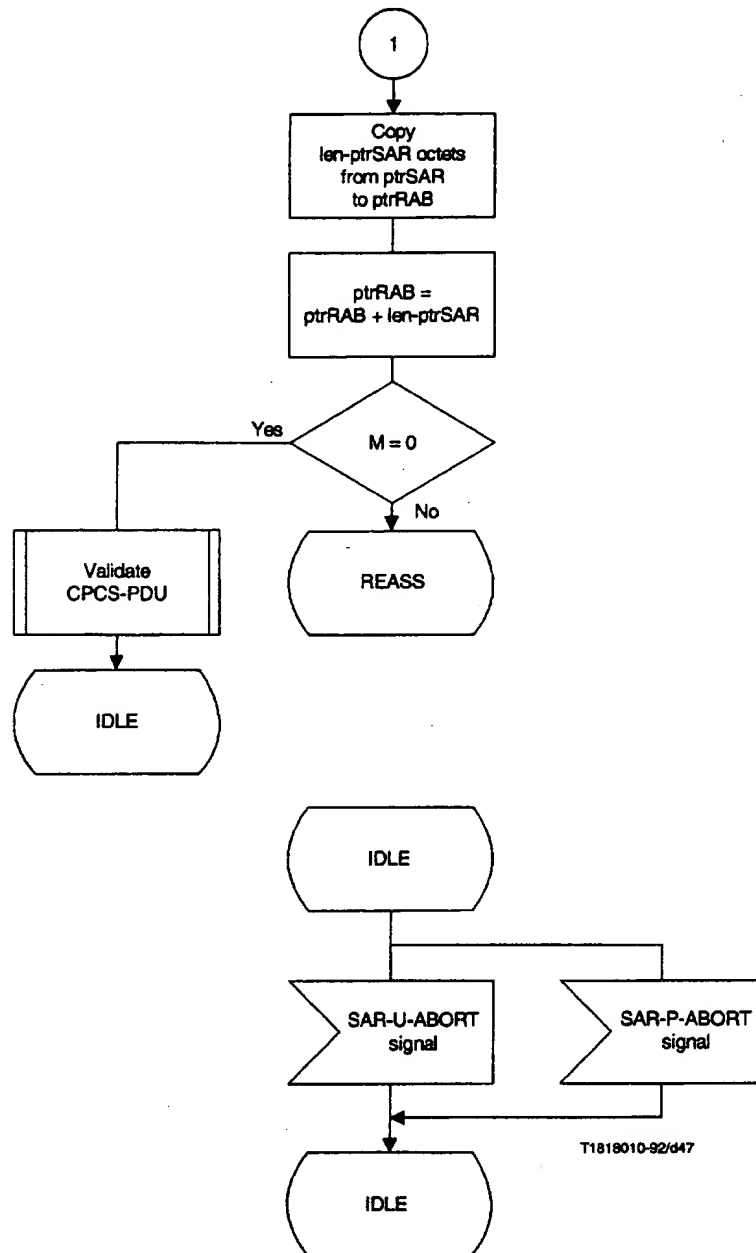 1
Copy
len-ptrSAR octets
from ptrSAR
to ptrRAB
ptrRAB =
ptrRAB + len-ptrSAR
Yes
M = 0
No
Validate
CPCS-PDU
REASS
IDLE
IDLE
SAR-U-ABORT
signal
SAR-P-ABORT
signal
T1818010-92/d47
IDLE